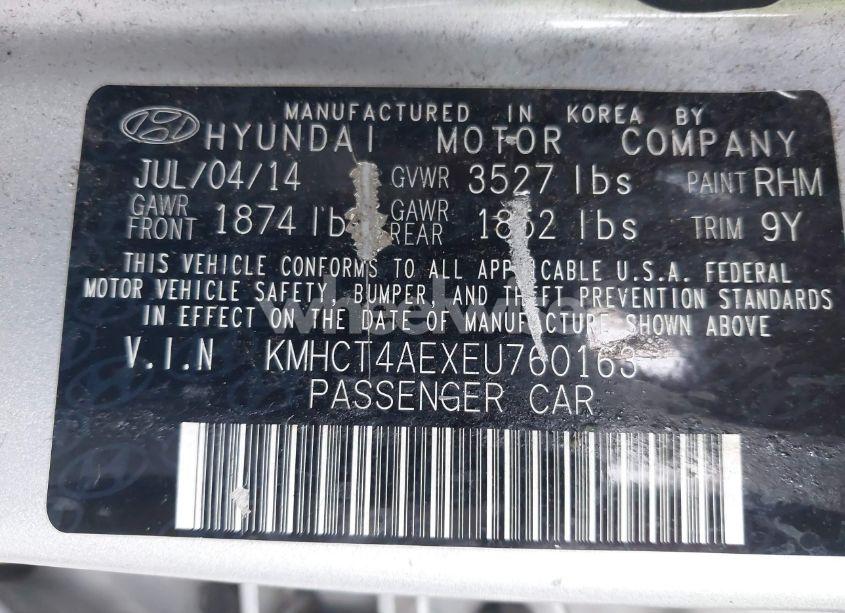 MANUFACTURED IN KOREA BY
HYUNDAI MOTOR COMPANY
JUL/04/14 GVWR 3527 lbs PAINT RHM
GAWR FRONT 1874 lb GAWR REAR lbs TRIM 9Y
THIS VEHICLE CONFORMS TO ALL APPLICABLE U.S.A. FEDERAL
MOTOR VEHICLE SAFETY, BUMPER, AND THEFT PREVENTION STANDARDS
IN EFFECT ON THE DATE OF MANUFACTURE SHOWN ABOVE
V.I.N KMHCT4AEXEU760163
PASSENGER CAR